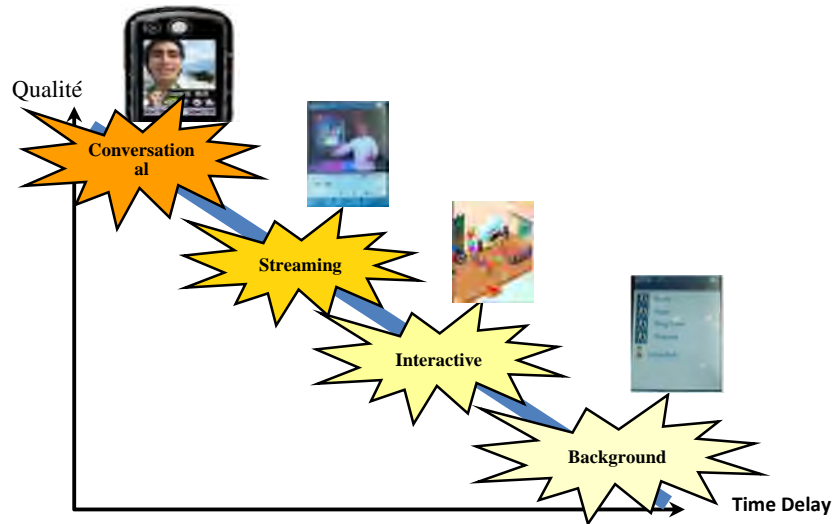 Qualité
Conversation
al
Streaming
Interactive
Background
Time Delay